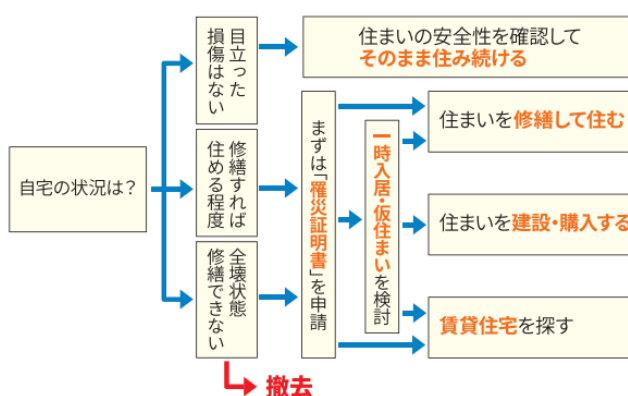 自宅の状況は？
目立った
損傷はない
修繕すれば
住める程度
全壊状態
修繕できない
撤去
住まいの安全性を確認して
そのまま住み続ける
まずは「罹災証明書」を申請
一時入居・仮住まいを検討
住まいを修繕して住む
住まいを建設・購入する
賃貸住宅を探す